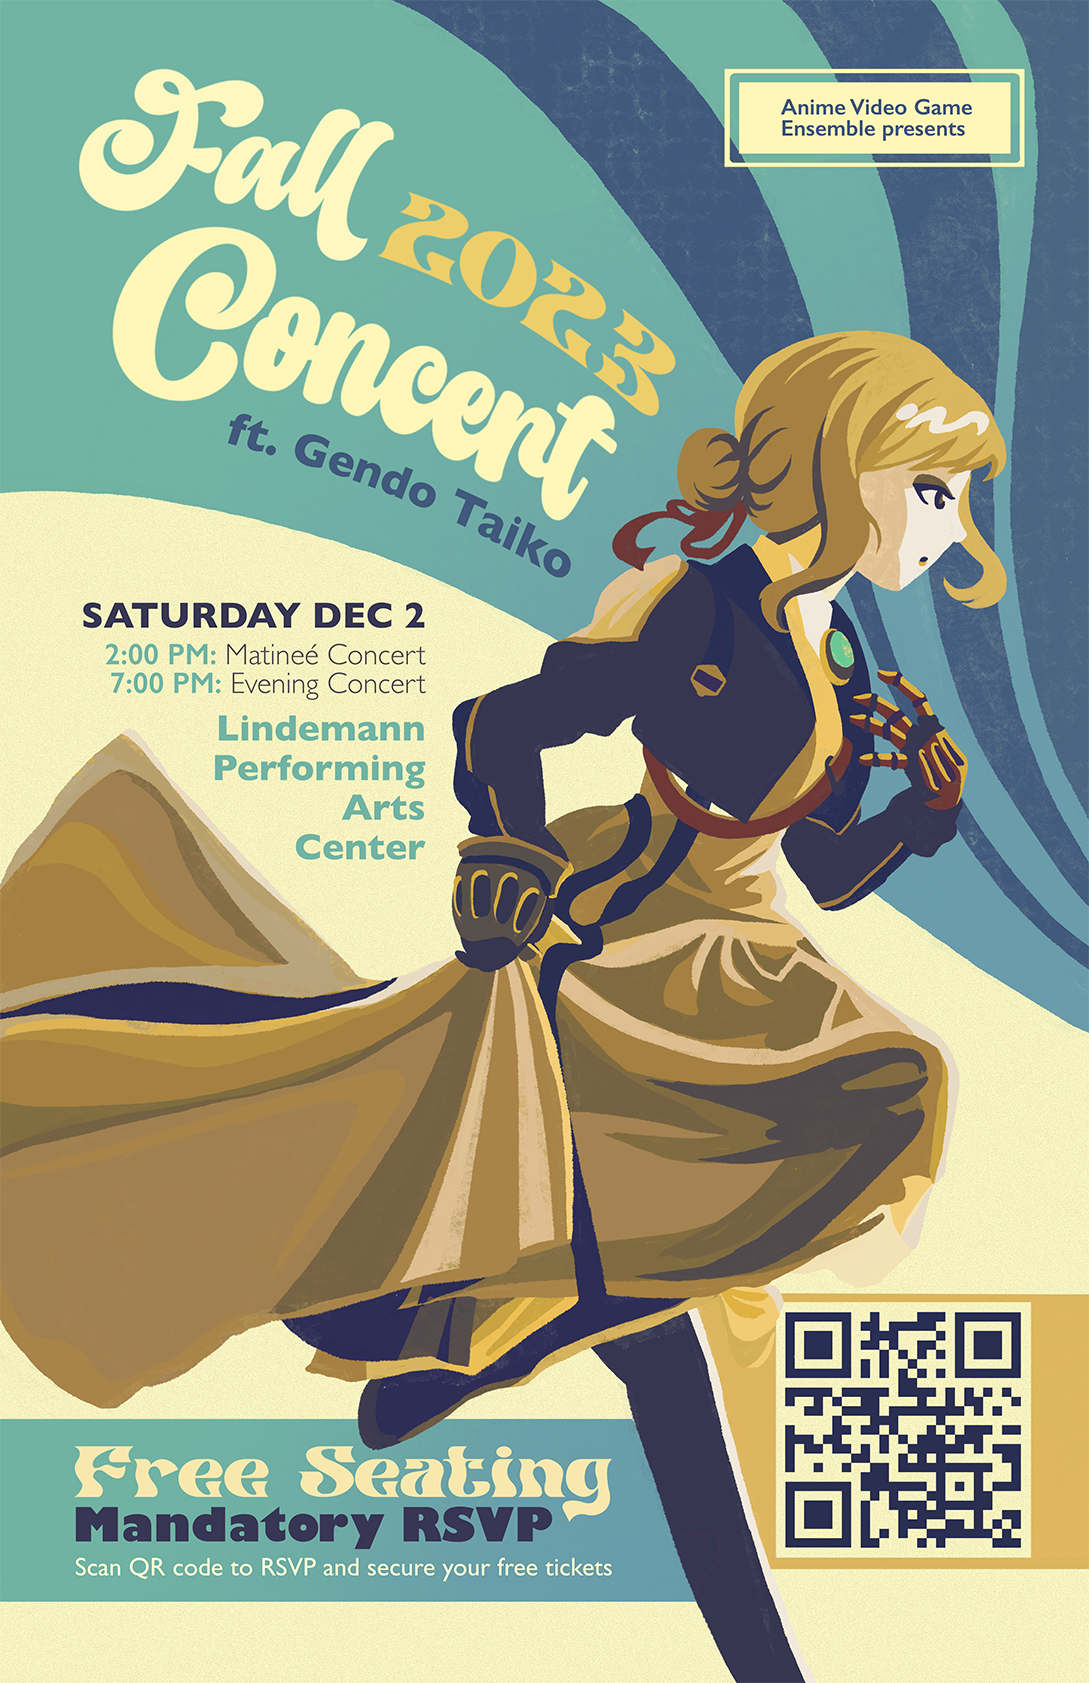 Anime Video Game
Ensemble presents
Fall 2023
Concert
ft. Gendo Taiko
SATURDAY DEC 2
2:00 PM: Matineé Concert
7:00 PM: Evening Concert
Lindemann
Performing
Arts
Center
Free Seating
Mandatory RSVP
Scan QR code to RSVP and secure your free tickets